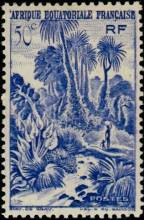 AFRIQUE EQUATORIALE FRANÇAISE
50c RF
POSTES